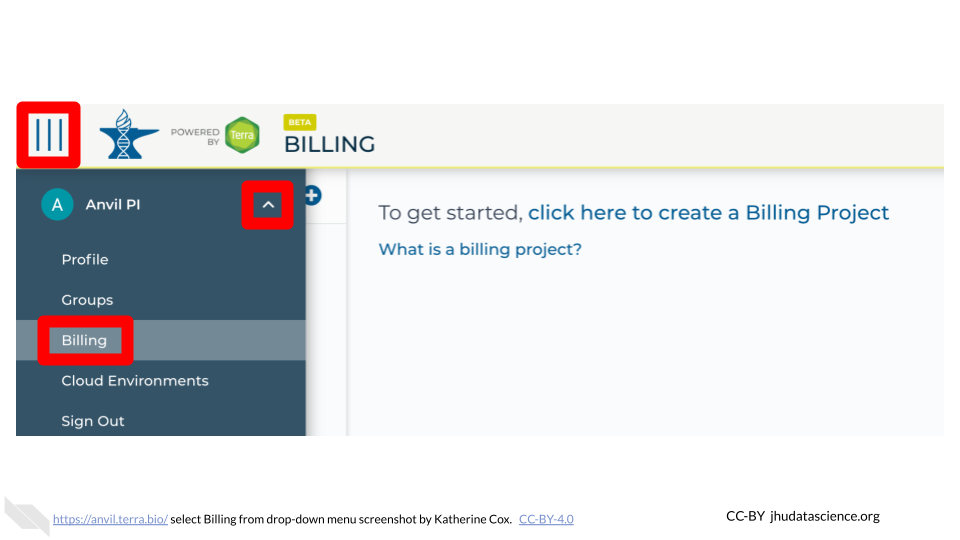 POWERED
BY
Terra
BETA
BILLING
A
Anvil PI
Profile
Groups
Billing
Cloud Environments
Sign Out
To get started, click here to create a Billing Project
What is a billing project?
https://anvil.terra.bio/ select Billing from drop-down menu screenshot by Katherine Cox. CC-BY-4.0
CC-BY jhudatascience.org